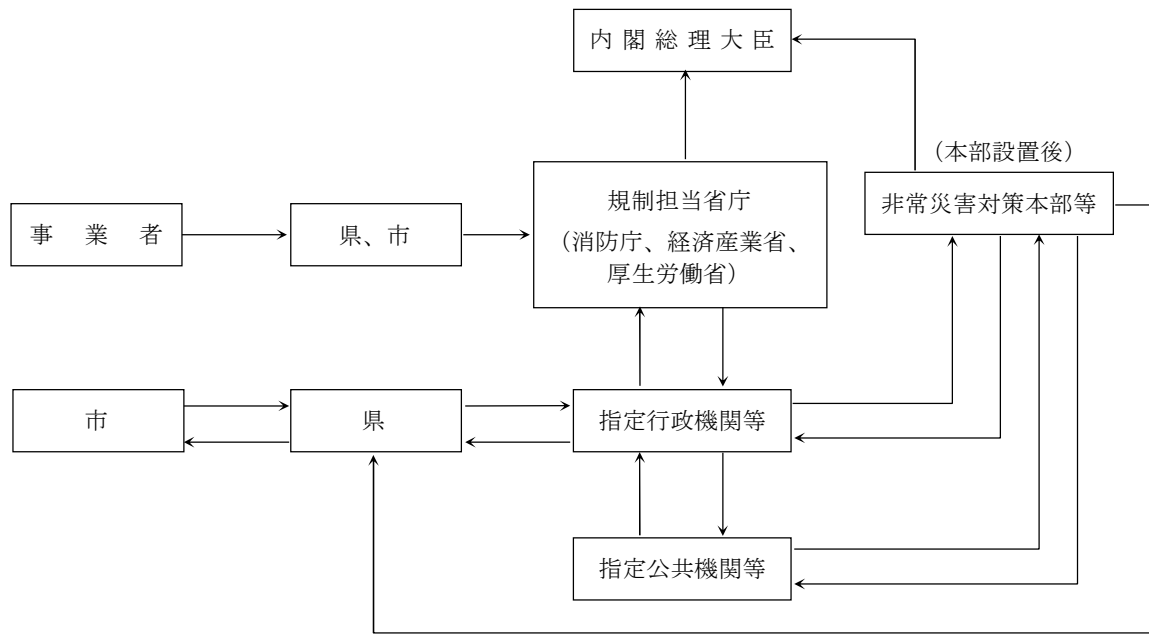 内閣総理大臣
（本部設置後）
非常災害対策本部等
事業者
県、市
規制担当省庁
（消防庁、経済産業省、
厚生労働省）
市
県
指定行政機関等
指定公共機関等